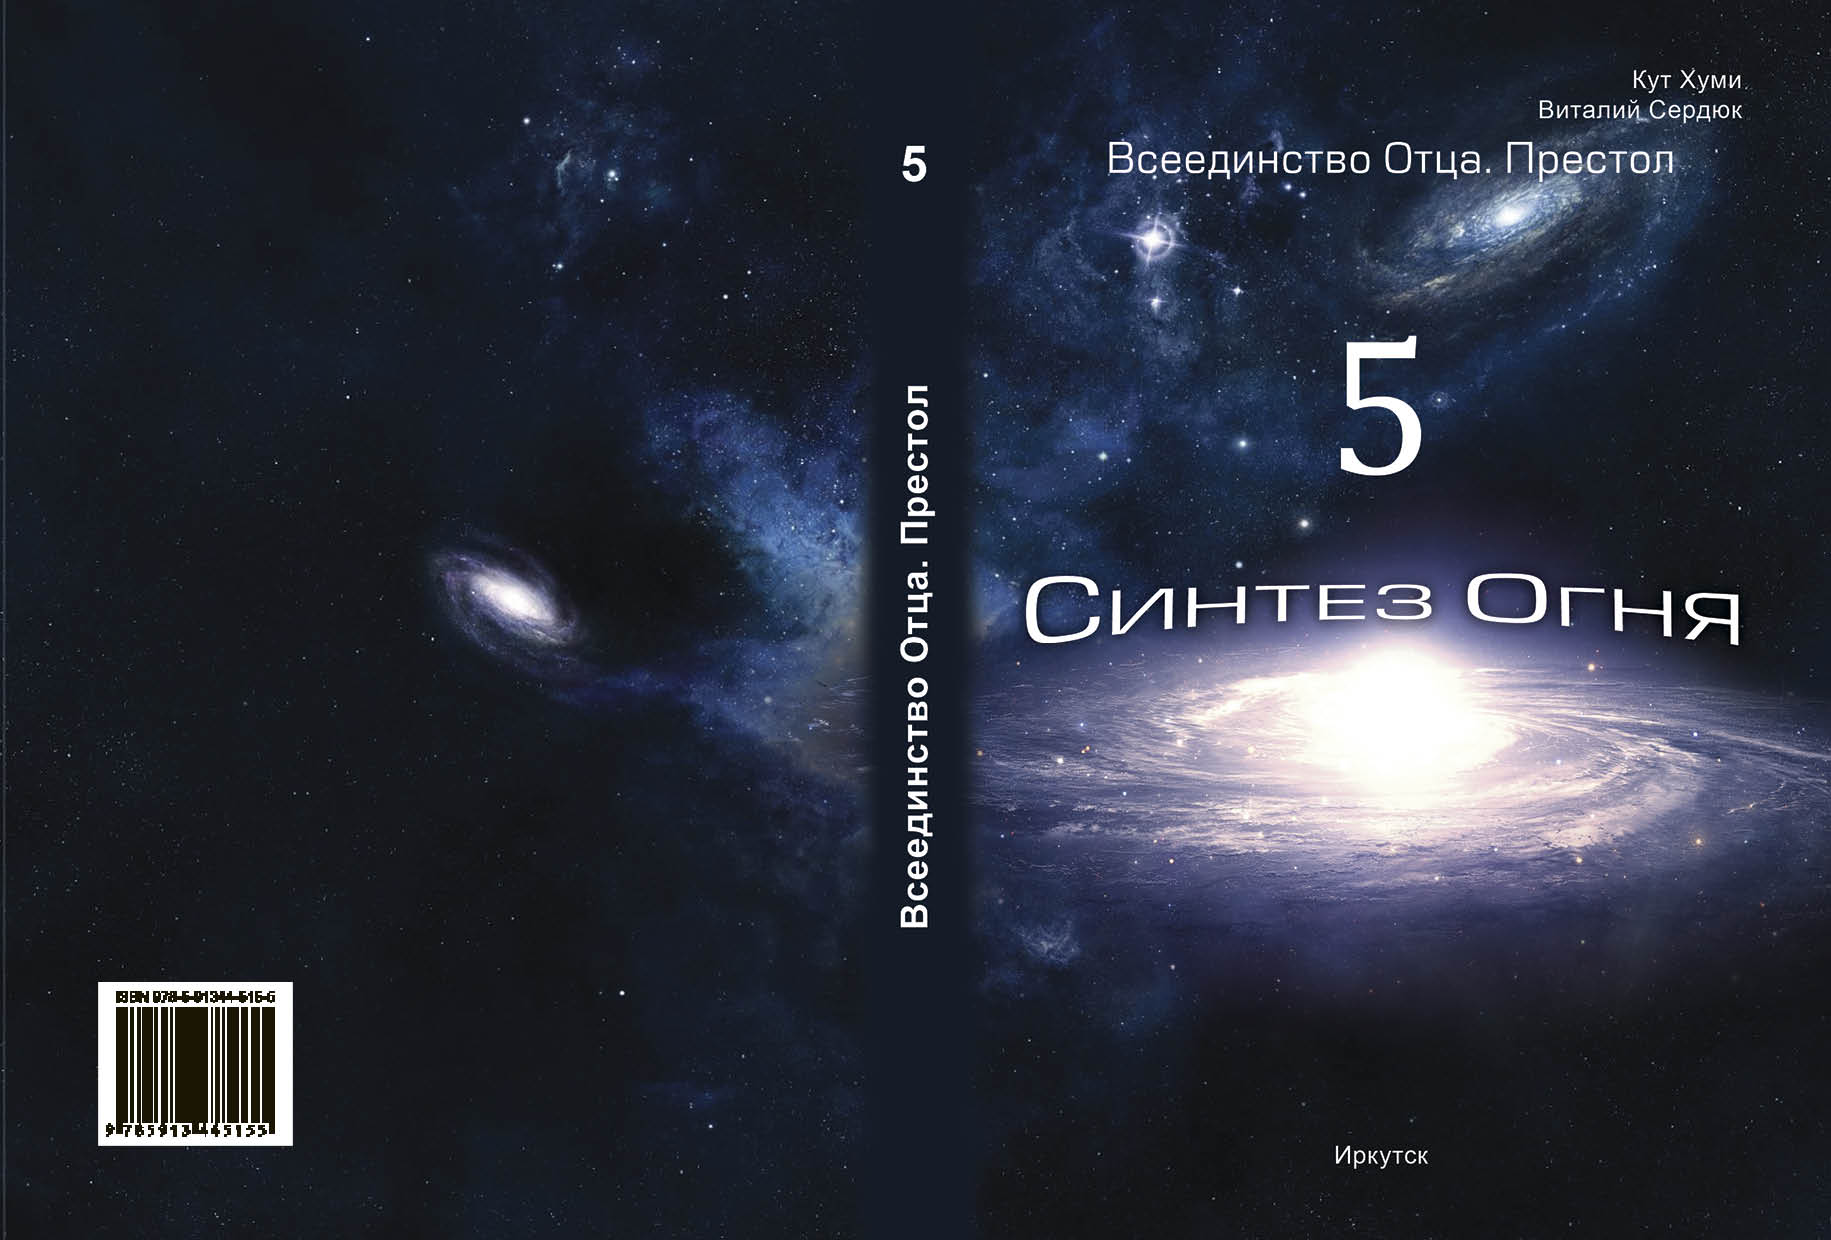 Кут Хуми
Виталий Сердюк
Всеединство Отца. Престол
5
Синтез Огня
Иркутск
5
Всеединство Отца. Престол
ISBN 978-5-91344-515-5
9 785913 445155